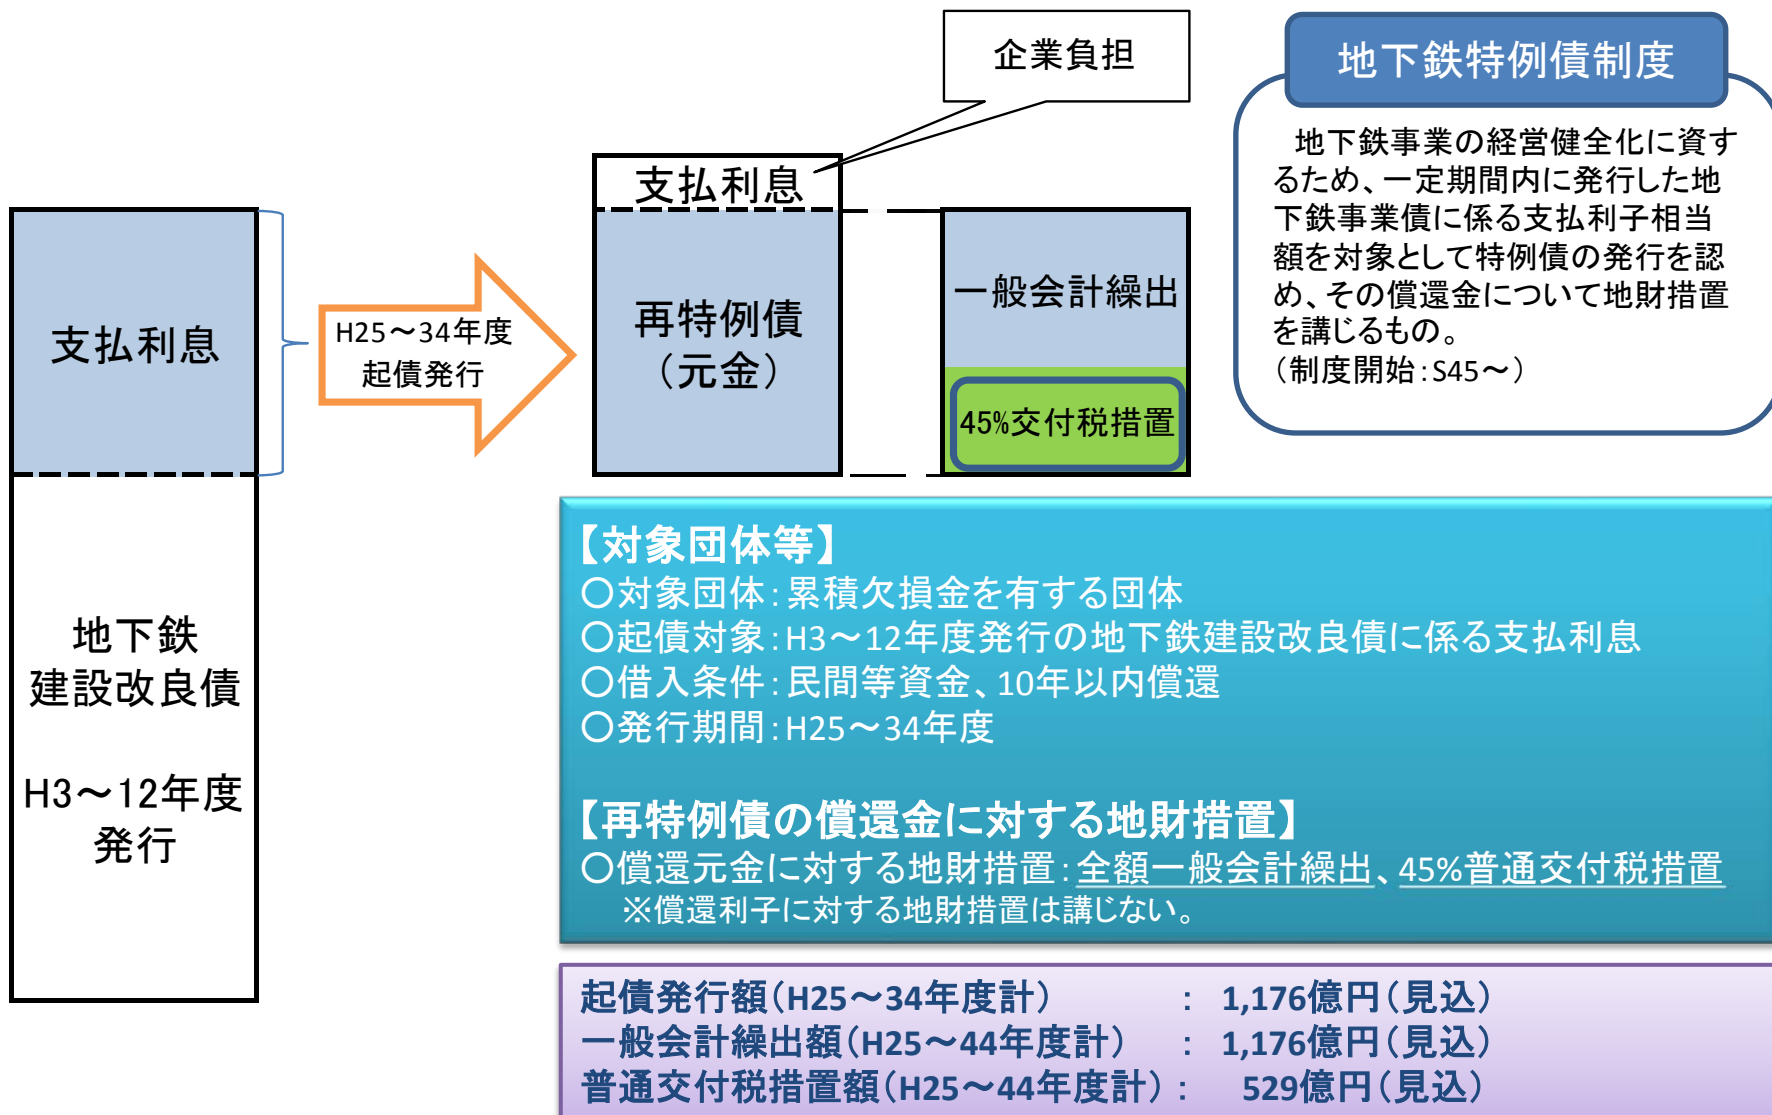 企業負担
地下鉄特例債制度
地下鉄事業の経営健全化に資す
るため、一定期間内に発行した地
下鉄事業債に係る支払利子相当
額を対象として特例債の発行を認
め、その償還金について地財措置
を講じるもの。
（制度開始：S45～）
支払利息
地下鉄
建設改良債
H3～12年度
発行
H25～34年度
起債発行
支払利息
再特例債
（元金）
一般会計繰出
45%交付税措置
【対象団体等】
○対象団体：累積欠損金を有する団体
○起債対象：H3～12年度発行の地下鉄建設改良債に係る支払利息
○借入条件：民間等資金、10年以内償還
○発行期間：H25～34年度
【再特例債の償還金に対する地財措置】
○償還元金に対する地財措置：全額一般会計繰出、45%普通交付税措置
※償還利子に対する地財措置は講じない。
起債発行額（H25～34年度計）　　　： 1,176億円（見込）
一般会計繰出額（H25～44年度計）　： 1,176億円（見込）
普通交付税措置額（H25～44年度計）：　529億円（見込）